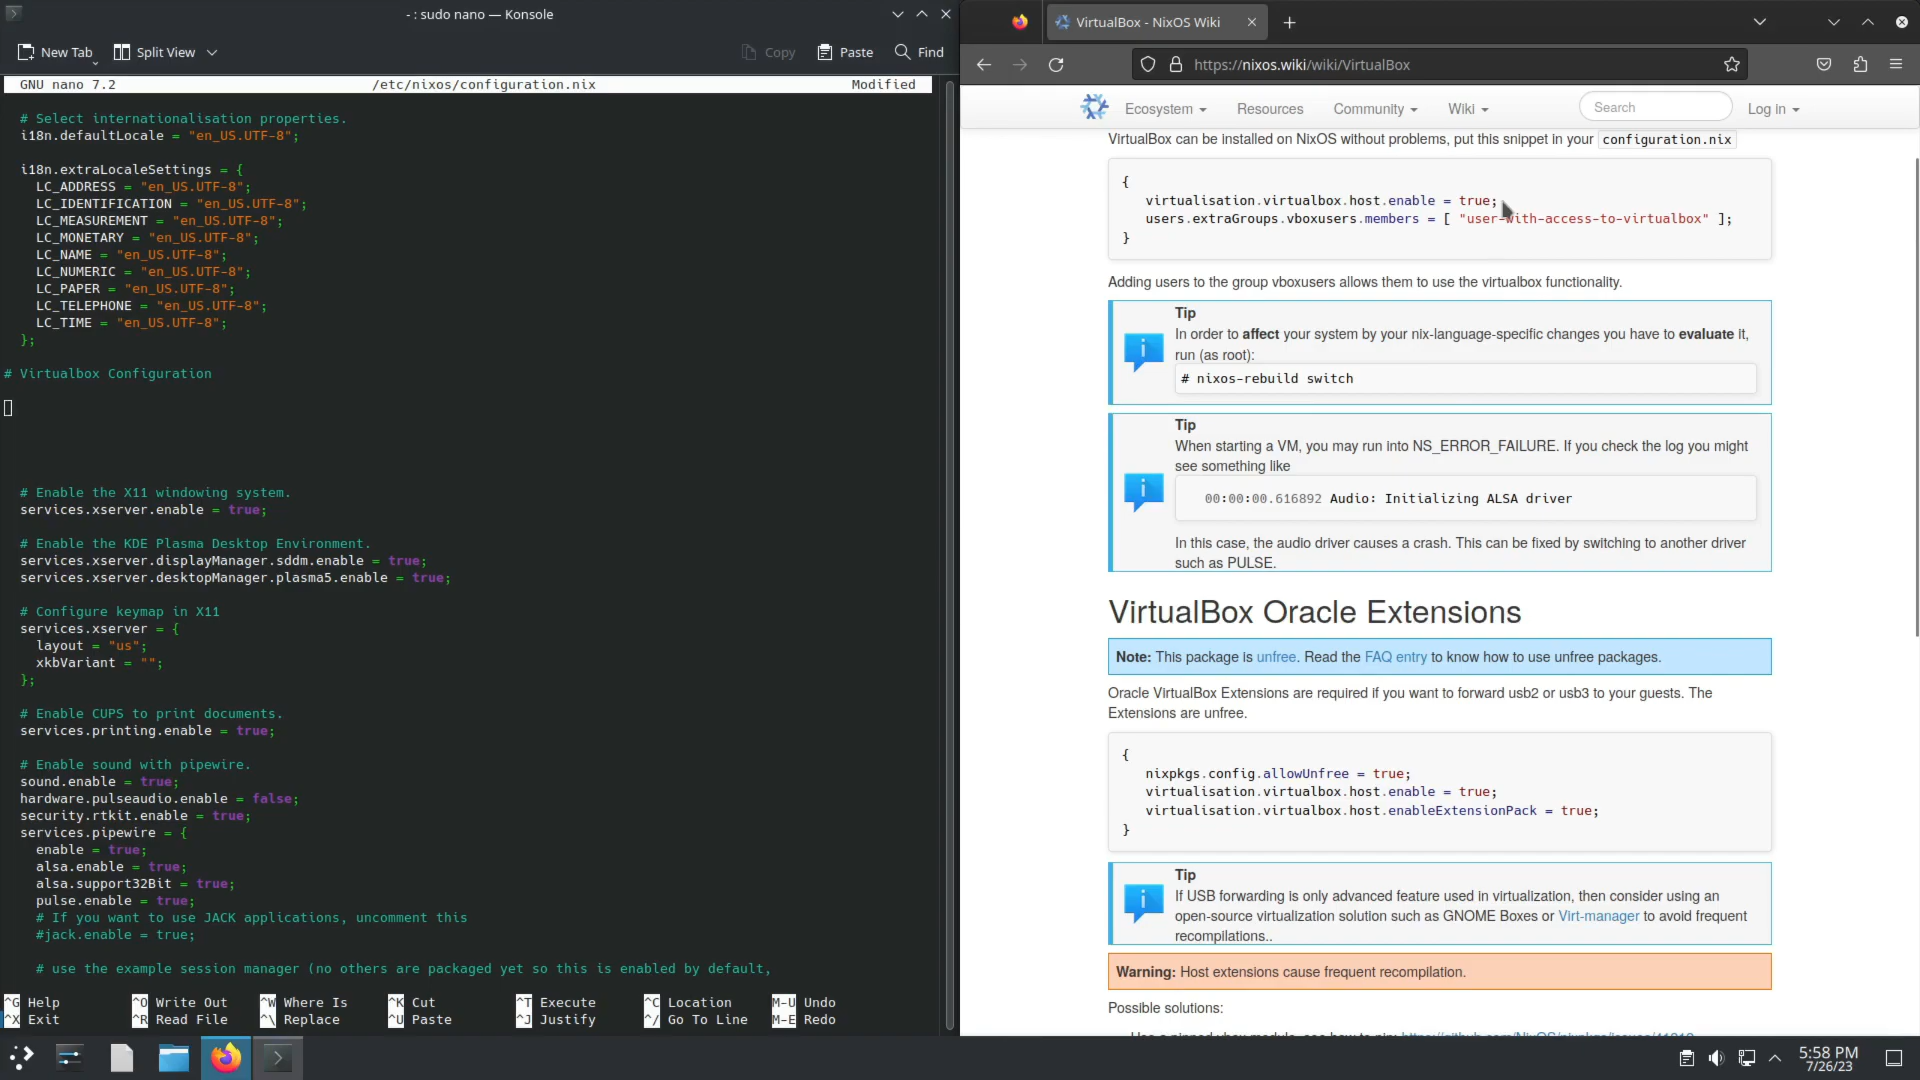 - : sudo nano — Konsole
New Tab
Split View
Copy
Paste
Find
GNU nano 7.2 /etc/nixos/configuration.nix Modified
# Select internationalisation properties.
i18n.defaultLocale = "en_US.UTF-8";
i18n.extraLocaleSettings = {
LC_ADDRESS = "en_US.UTF-8";
LC_IDENTIFICATION = "en_US.UTF-8";
LC_MEASUREMENT = "en_US.UTF-8";
LC_MONETARY = "en_US.UTF-8";
LC_NAME = "en_US.UTF-8";
LC_NUMERIC = "en_US.UTF-8";
LC_PAPER = "en_US.UTF-8";
LC_TELEPHONE = "en_US.UTF-8";
LC_TIME = "en_US.UTF-8";
};
# Virtualbox Configuration
# Enable the X11 windowing system.
services.xserver.enable = true;
# Enable the KDE Plasma Desktop Environment.
services.xserver.displayManager.sddm.enable = true;
services.xserver.desktopManager.plasma5.enable = true;
# Configure keymap in X11
services.xserver = {
layout = "us";
xkbVariant = "";
};
# Enable CUPS to print documents.
services.printing.enable = true;
# Enable sound with pipewire.
sound.enable = true;
hardware.pulseaudio.enable = false;
security.rtkit.enable = true;
services.pipewire = {
enable = true;
alsa.enable = true;
alsa.support32Bit = true;
pulse.enable = true;
# If you want to use JACK applications, uncomment this
#jack.enable = true;
# use the example session manager (no others are packaged yet so this is enabled by default,
^G Help ^O Write Out ^W Where Is ^K Cut ^T Execute ^C Location M-U Undo
^X Exit ^R Read File ^\ Replace ^U Paste ^J Justify ^/ Go To Line M-E Redo
VirtualBox - NixOS Wiki
https://nixos.wiki/wiki/VirtualBox
Ecosystem
Resources
Community
Wiki
Search
Log in
VirtualBox can be installed on NixOS without problems, put this snippet in your configuration.nix
{
virtualisation.virtualbox.host.enable = true;
users.extraGroups.vboxusers.members = [ "user-with-access-to-virtualbox" ];
}
Adding users to the group vboxusers allows them to use the virtualbox functionality.
Tip
In order to affect your system by your nix-language-specific changes you have to evaluate it,
run (as root):
# nixos-rebuild switch
Tip
When starting a VM, you may run into NS_ERROR_FAILURE. If you check the log you might
see something like
00:00:00.616892 Audio: Initializing ALSA driver
In this case, the audio driver causes a crash. This can be fixed by switching to another driver
such as PULSE.
VirtualBox Oracle Extensions
Note: This package is unfree. Read the FAQ entry to know how to use unfree packages.
Oracle VirtualBox Extensions are required if you want to forward usb2 or usb3 to your guests. The
Extensions are unfree.
{
nixpkgs.config.allowUnfree = true;
virtualisation.virtualbox.host.enable = true;
virtualisation.virtualbox.host.enableExtensionPack = true;
}
Tip
If USB forwarding is only advanced feature used in virtualization, then consider using an
open-source virtualization solution such as GNOME Boxes or Virt-manager to avoid frequent
recompilations..
Warning: Host extensions cause frequent recompilation.
Possible solutions:
5:58 PM
7/26/23